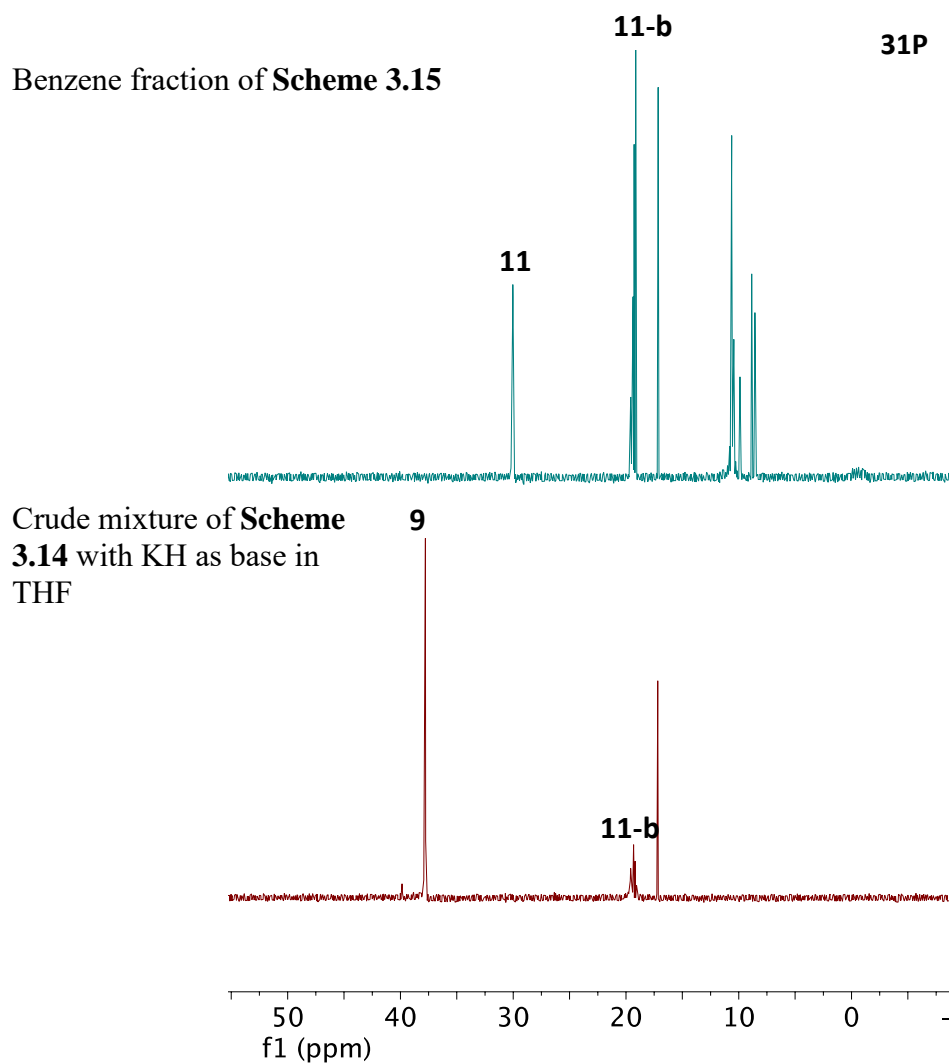 11-b
31P
Benzene fraction of Scheme 3.15
11
Crude mixture of Scheme
3.14 with KH as base in
THF
9
11-b
50 40 30 20 10 0 -
f1 (ppm)